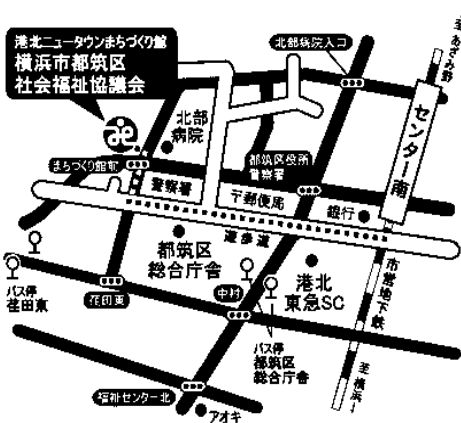 港北ニュータウンまちづくり館
横浜市都筑区
社会福祉協議会
北部病院入口
至あざみ野
センター南
北部
病院
まちづくり館前
都筑区役所
警察署
警察署
〒郵便局
銀行
遊歩道
都筑区
総合庁舎
港北
東急SC
市営地下鉄
バス停
荏田東
荏田東
中村
バス停
都筑区
総合庁舎
至横浜
福祉センター北
アオキ